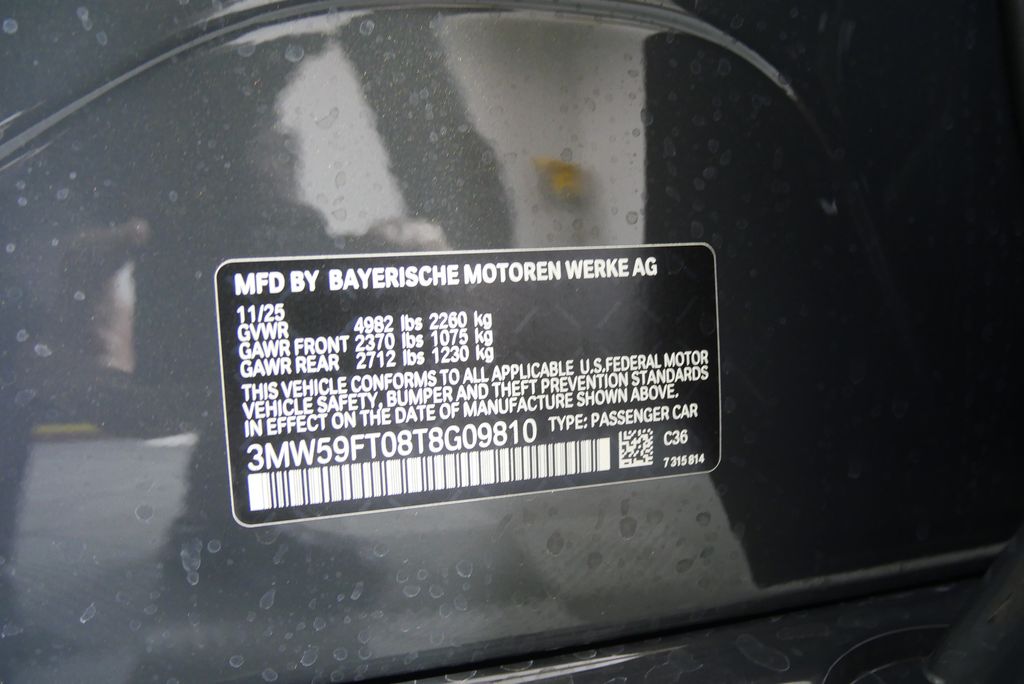 MFD BY BAYERISCHE MOTOREN WERKE AG
11/25
GVWR 4982 lbs 2260 kg
GAWR FRONT 2370 lbs 1075 kg
GAWR REAR 2712 lbs 1230 kg
THIS VEHICLE CONFORMS TO ALL APPLICABLE U.S.FEDERAL MOTOR
VEHICLE SAFETY, BUMPER AND THEFT PREVENTION STANDARDS
IN EFFECT ON THE DATE OF MANUFACTURE SHOWN ABOVE.
3MW59FT08T8G09810 TYPE: PASSENGER CAR
C36
7 315 814